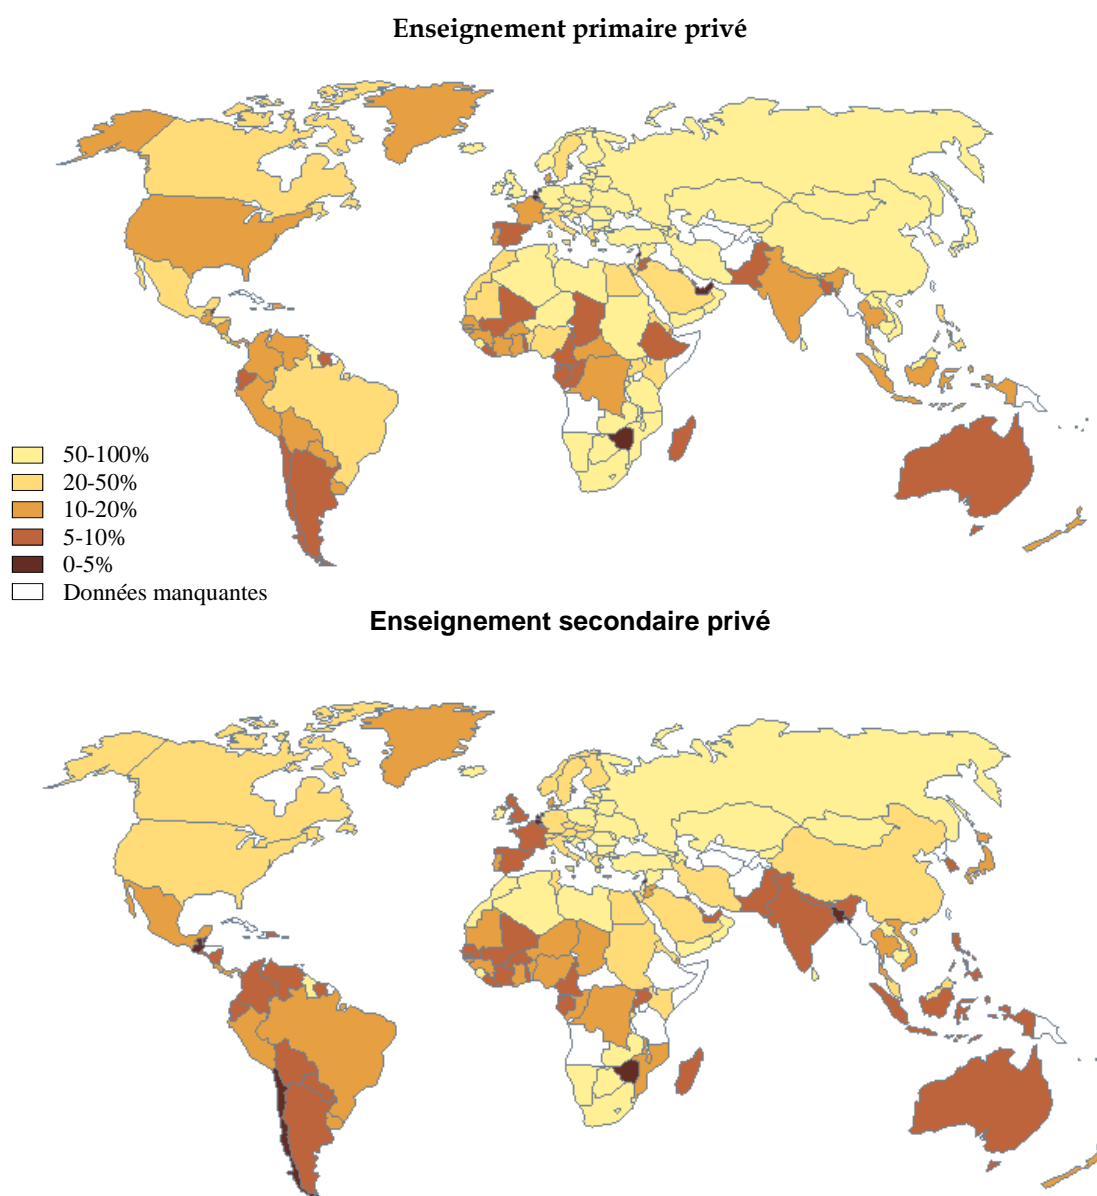 Enseignement primaire privé
50-100%
20-50%
10-20%
5-10%
0-5%
Données manquantes
Enseignement secondaire privé